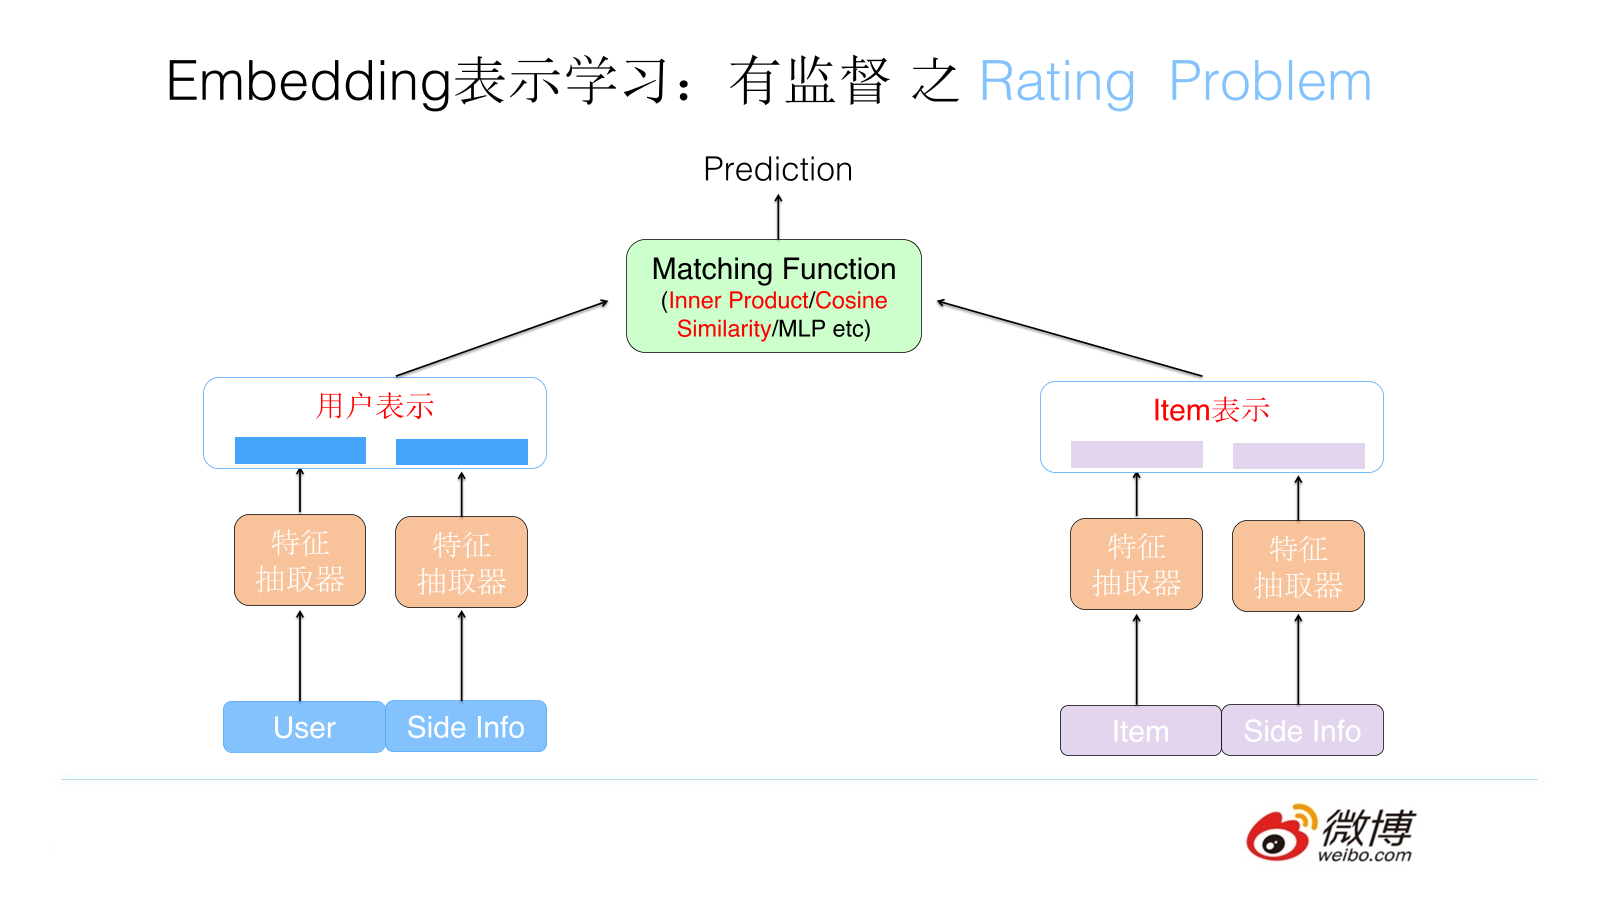 Embedding表示学习：有监督 之 Rating Problem
Prediction
Matching Function
(Inner Product/Cosine
Similarity/MLP etc)
用户表示
Item表示
特征
抽取器
特征
抽取器
特征
抽取器
特征
抽取器
User
Side Info
Item
Side Info
微博
weibo.com